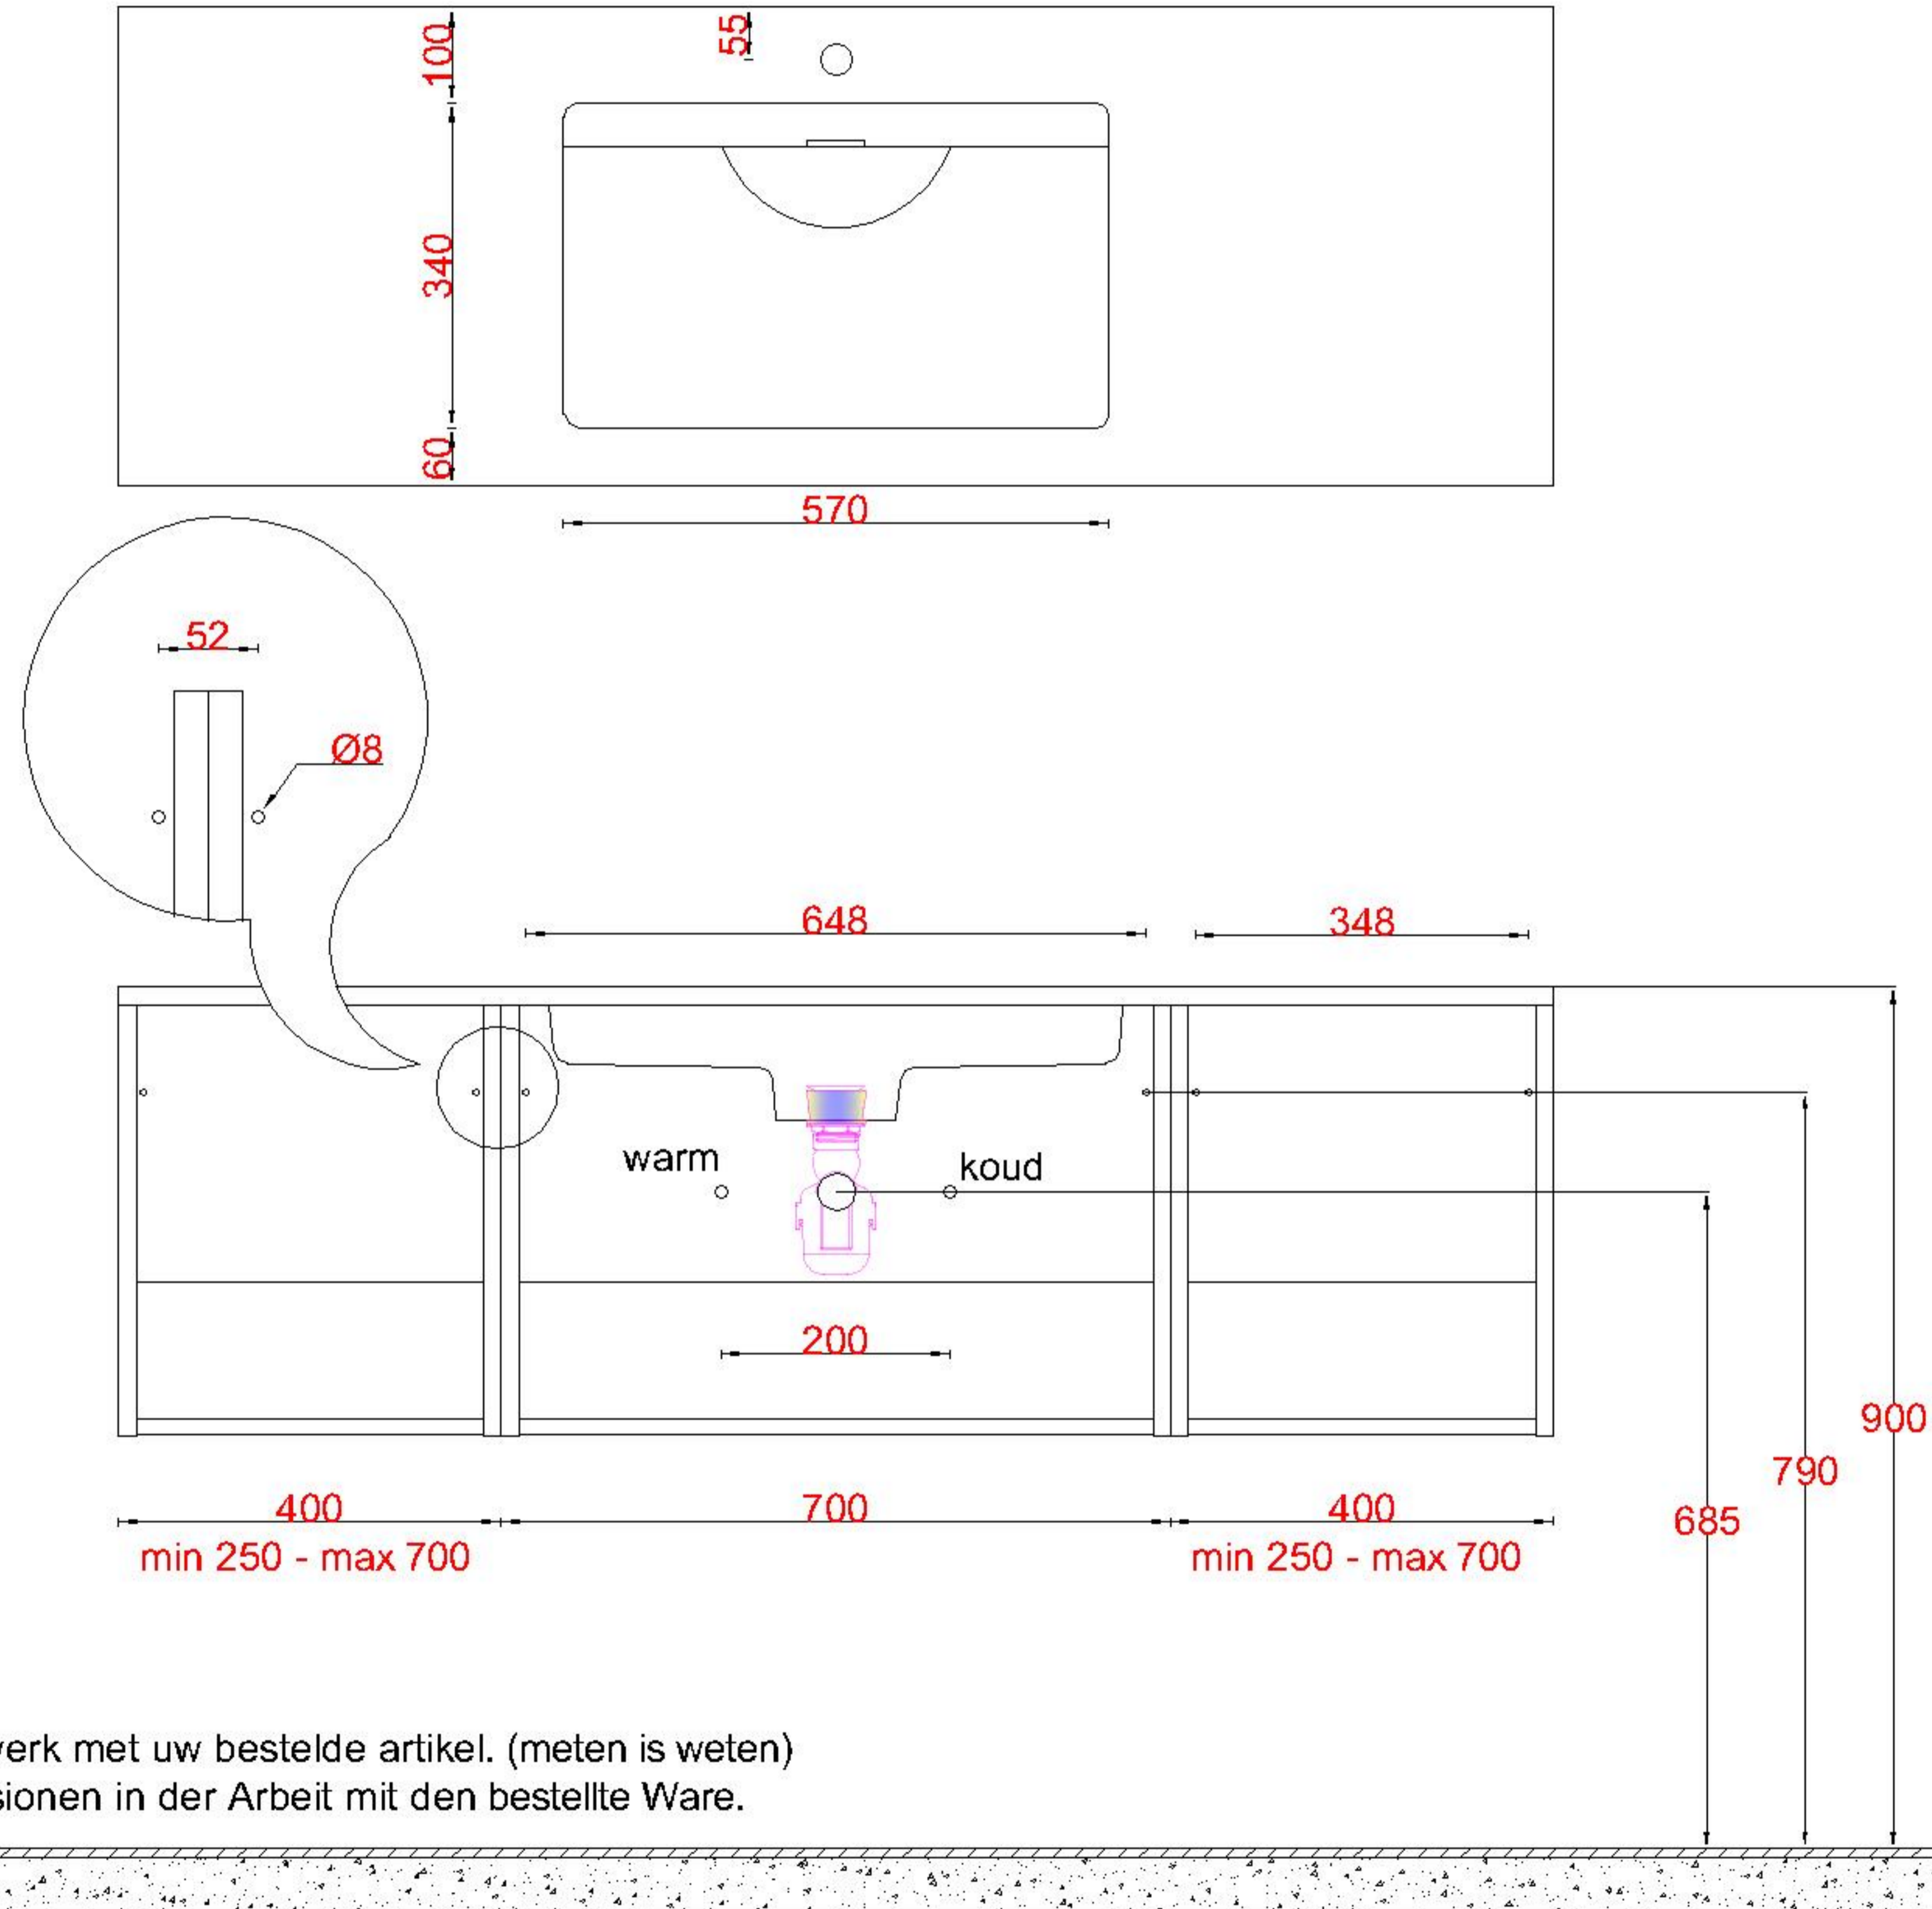 55
100
340
60
570
52
Ø8
648
348
warm
koud
200
900
790
685
400
700
400
min 250 - max 700
min 250 - max 700
erk met uw bestelde artikel. (meten is weten)
sionen in der Arbeit mit den bestellte Ware.